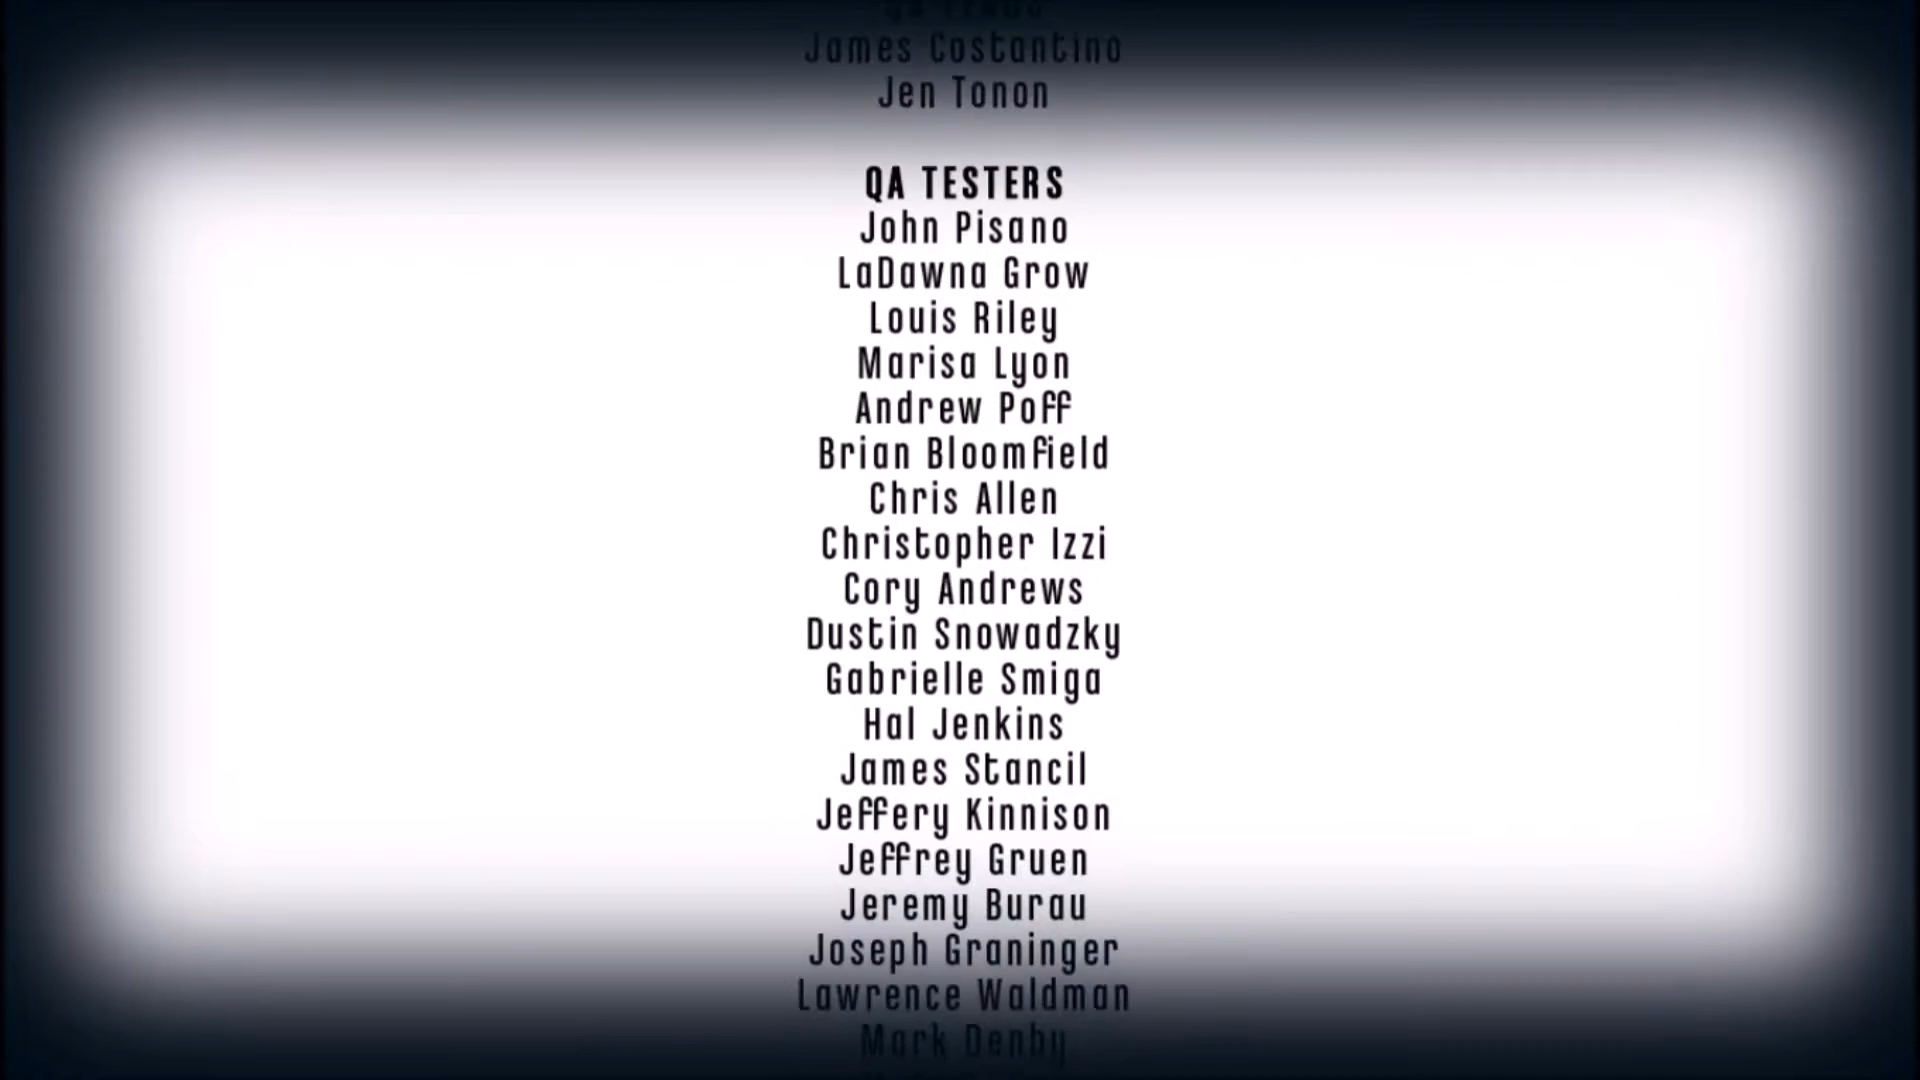 James Costantino
Jen Tonon
QA TESTERS
John Pisano
LaDawna Grow
Louis Riley
Marisa Lyon
Andrew Poff
Brian Bloomfield
Chris Allen
Christopher Izzi
Cory Andrews
Dustin Snowadzky
Gabrielle Smiga
Hal Jenkins
James Stancil
Jeffery Kinnison
Jeffrey Gruen
Jeremy Burau
Joseph Graninger
Lawrence Waldman
Mark Denby